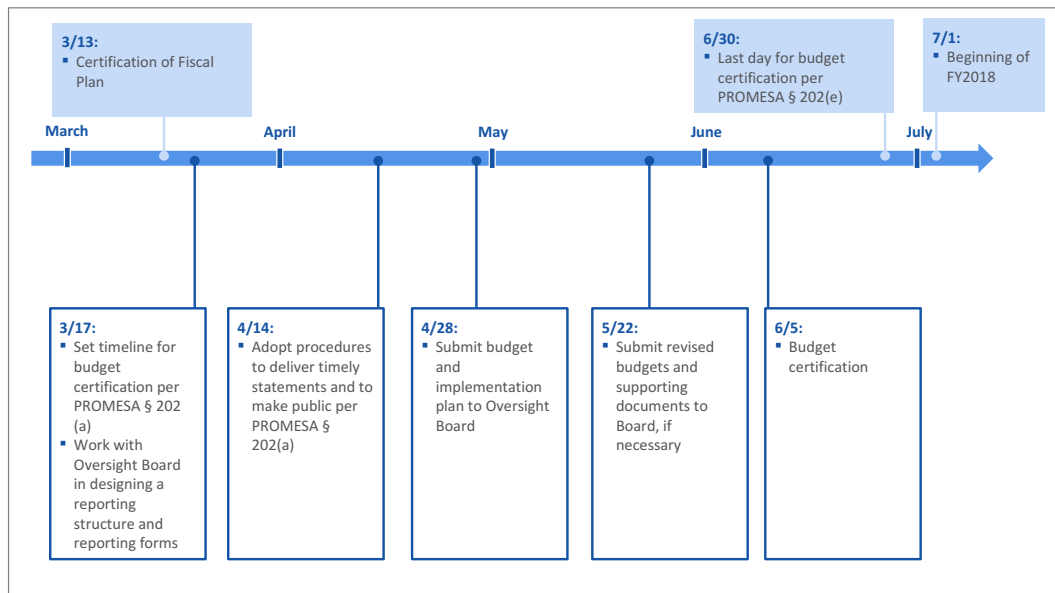 3/13:
▪ Certification of Fiscal
Plan
6/30:
▪ Last day for budget
certification per
PROMESA § 202(e)
7/1:
▪ Beginning of
FY2018
March
April
May
June
July
3/17:
▪ Set timeline for
budget
certification per
PROMESA § 202
(a)
▪ Work with
Oversight Board
in designing a
reporting
structure and
reporting forms
4/14:
▪ Adopt procedures
to deliver timely
statements and to
make public per
PROMESA §
202(a)
4/28:
▪ Submit budget
and
implementation
plan to Oversight
Board
5/22:
▪ Submit revised
budgets and
supporting
documents to
Board, if
necessary
6/5:
▪ Budget
certification